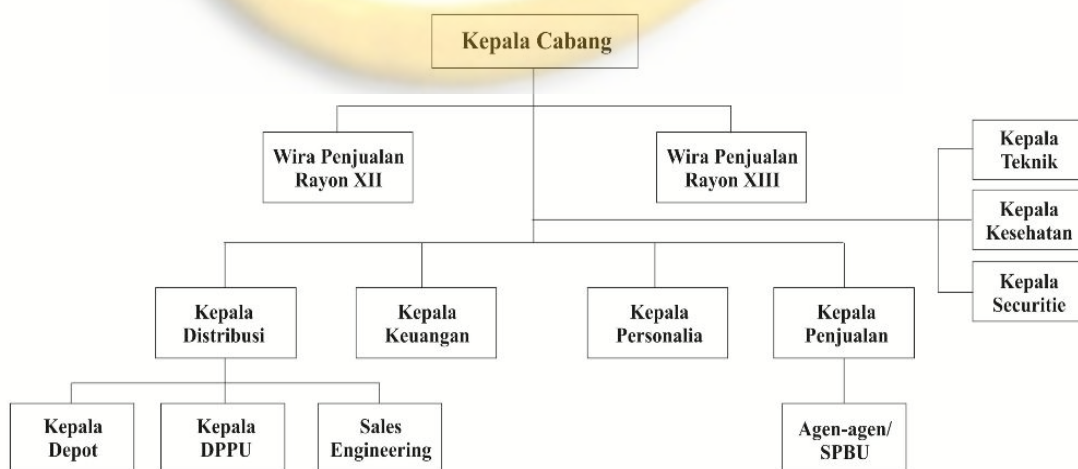 Kepala Cabang
Wira Penjualan
Rayon XII
Wira Penjualan
Rayon XIII
Kepala
Teknik
Kepala
Kesehatan
Kepala
Securitie
Kepala
Distribusi
Kepala
Keuangan
Kepala
Personalia
Kepala
Penjualan
Kepala
Depot
Kepala
DPPU
Sales
Engineering
Agen-agen/
SPBU